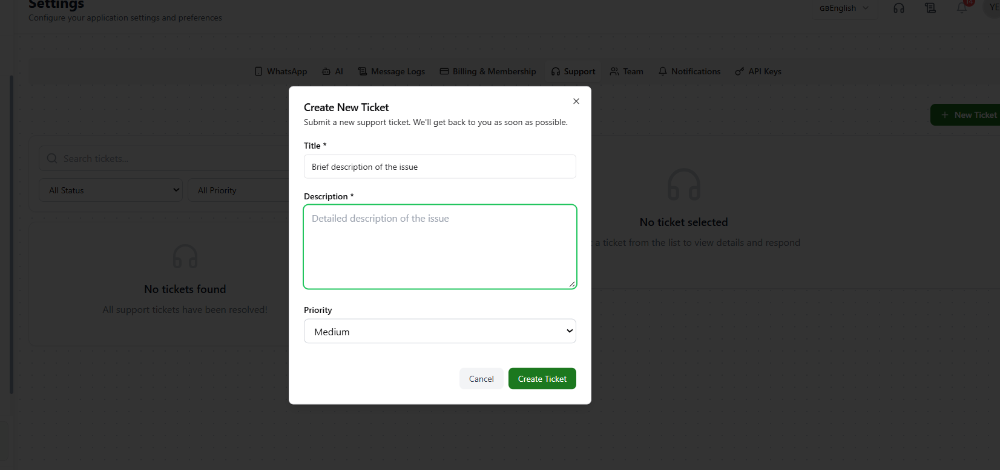 Settings
Configure your application settings and preferences
GBEnglish
14
YE
WhatsApp
AI
Message Logs
Billing & Membership
Support
Team
Notifications
API Keys
New Ticket
Create New Ticket
Submit a new support ticket. We'll get back to you as soon as possible.
Title *
Brief description of the issue
Description *
Detailed description of the issue
Priority
Medium
Cancel
Create Ticket
Search tickets...
All Status
All Priority
No tickets found
All support tickets have been resolved!
No ticket selected
a ticket from the list to view details and respond